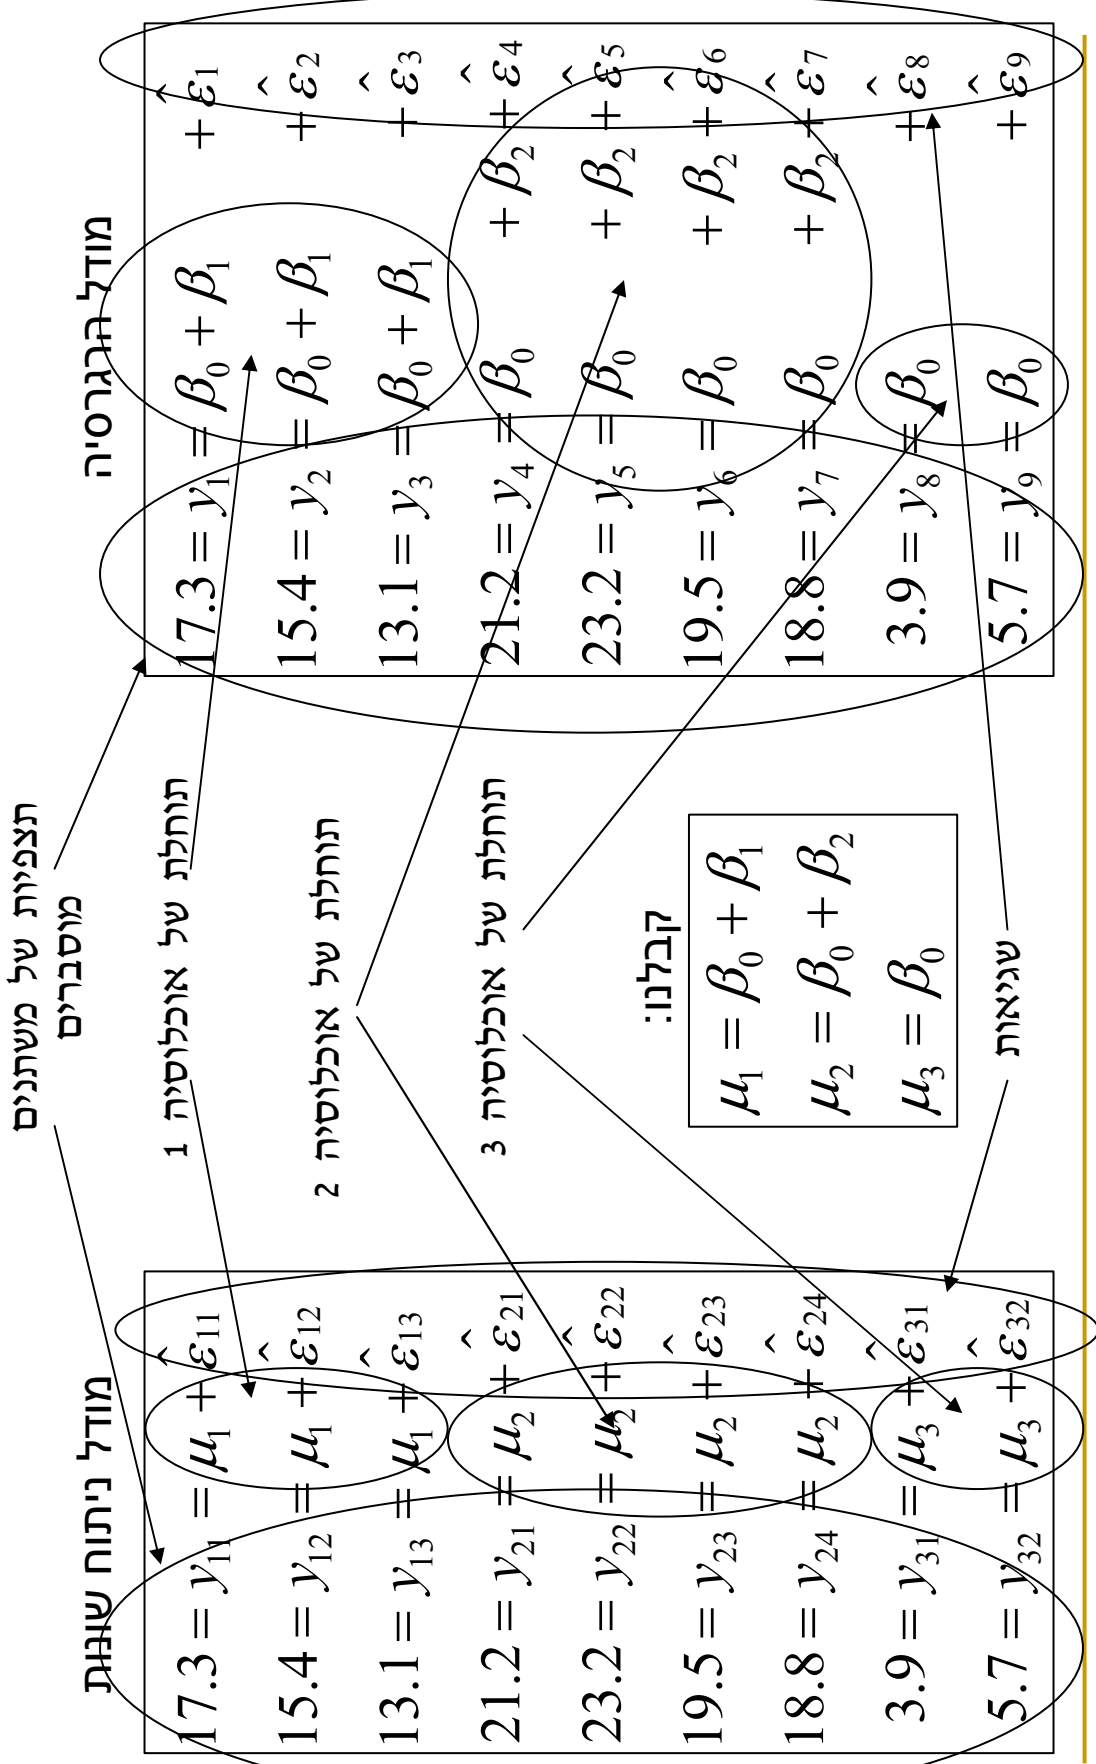 מודל ניתוח שונות
17.3 = y₁₁ = μ₁ + ε̂₁₁
15.4 = y₁₂ = μ₁ + ε̂₁₂
13.1 = y₁₃ = μ₁ + ε̂₁₃
21.2 = y₂₁ = μ₂ + ε̂₂₁
23.2 = y₂₂ = μ₂ + ε̂₂₂
19.5 = y₂₃ = μ₂ + ε̂₂₃
18.8 = y₂₄ = μ₂ + ε̂₂₄
3.9 = y₃₁ = μ₃ + ε̂₃₁
5.7 = y₃₂ = μ₃ + ε̂₃₂
תצפיות של משתנים
מוסברים
תוחלת של אוכלוסיה 1
תוחלת של אוכלוסיה 2
תוחלת של אוכלוסיה 3
קבלנו:
μ₁ = β₀ + β₁
μ₂ = β₀ + β₂
μ₃ = β₀
שגיאות
מודל הרגרסיה
17.3 = y₁ = β₀ + β₁ + ε̂₁
15.4 = y₂ = β₀ + β₁ + ε̂₂
13.1 = y₃ = β₀ + β₁ + ε̂₃
21.2 = y₄ = β₀ + β₂ + ε̂₄
23.2 = y₅ = β₀ + β₂ + ε̂₅
19.5 = y₆ = β₀ + β₂ + ε̂₆
18.8 = y₇ = β₀ + β₂ + ε̂₇
3.9 = y₈ = β₀ + ε̂₈
5.7 = y₉ = β₀ + ε̂₉